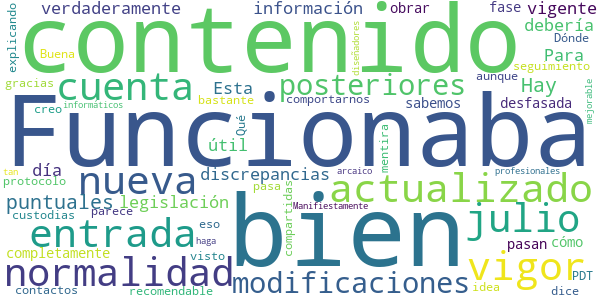 verdaderamente información obrar fase vigente
contenido
explicando Buena diseñadores debería Dónde
Para seguimiento
gracias cuenta Esta posteriores Hay aunque
creo informáticos bastante comportarnos sabemos desfasada mejorable
Funcionaba
Qué útil mentira
día discrepancias pasa arcaico profesionales tan
protocolo nueva actualizado
puntuales legislación compartidas Manifiestamente
custodias parece bien julio
entrada eso haga visto pasan cómo
completamente vigor
normalidad modificaciones PDT
contactos recomendable idea dice